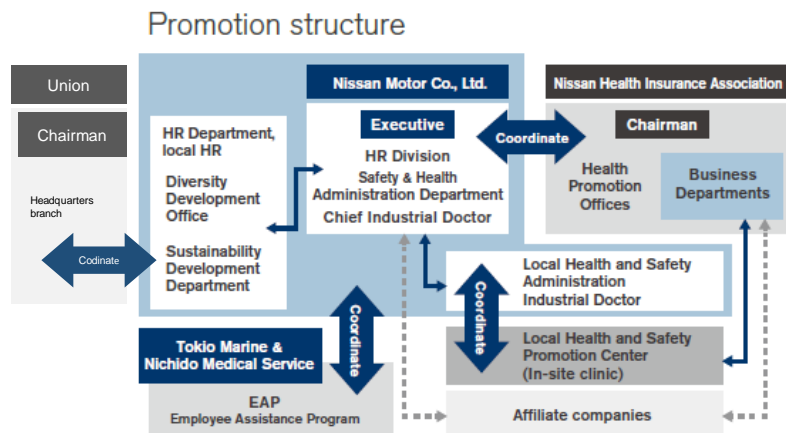 Promotion structure
Union
Chairman
Headquarters
branch
Codinate
HR Department,
local HR
Diversity
Development
Office
Sustainability
Development
Department
Nissan Motor Co., Ltd.
Executive
HR Division
Safety & Health
Administration Department
Chief Industrial Doctor
Coordinate
Nissan Health Insurance Association
Chairman
Health
Promotion
Offices
Business
Departments
Local Health and Safety
Administration
Industrial Doctor
Coordinate
Local Health and Safety
Promotion Center
(In-site clinic)
Coordinate
Tokio Marine &
Nichido Medical Service
EAP
Employee Assistance Program
Affiliate companies